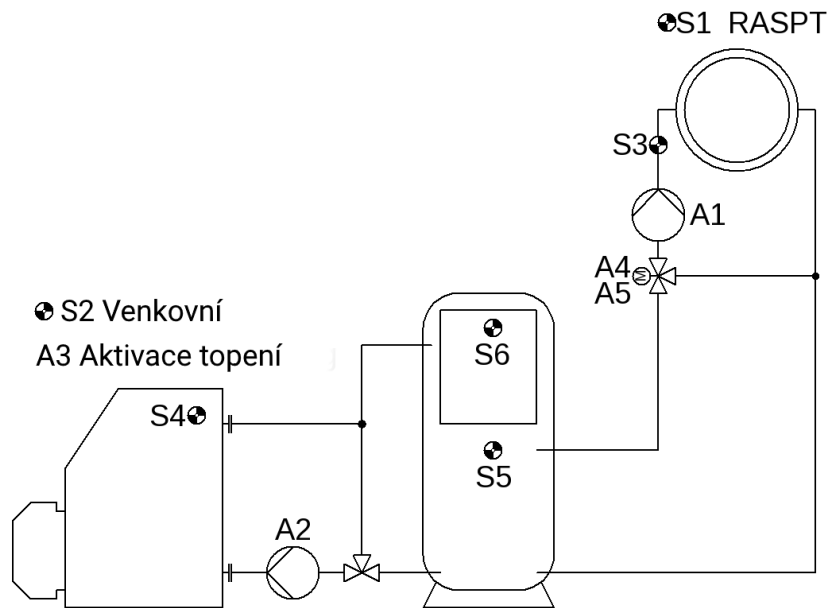 S1 RASPT
S3
A1
A4
A5
S2 Venkovní
A3 Aktivace topení
S6
S4
S5
A2
M